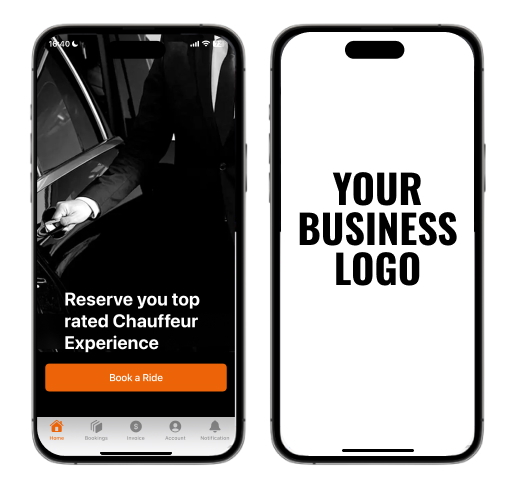 16:40
Reserve you top
rated Chauffeur
Experience
Book a Ride
Home
Bookings
Invoice
Account
Notification
YOUR
BUSINESS
LOGO